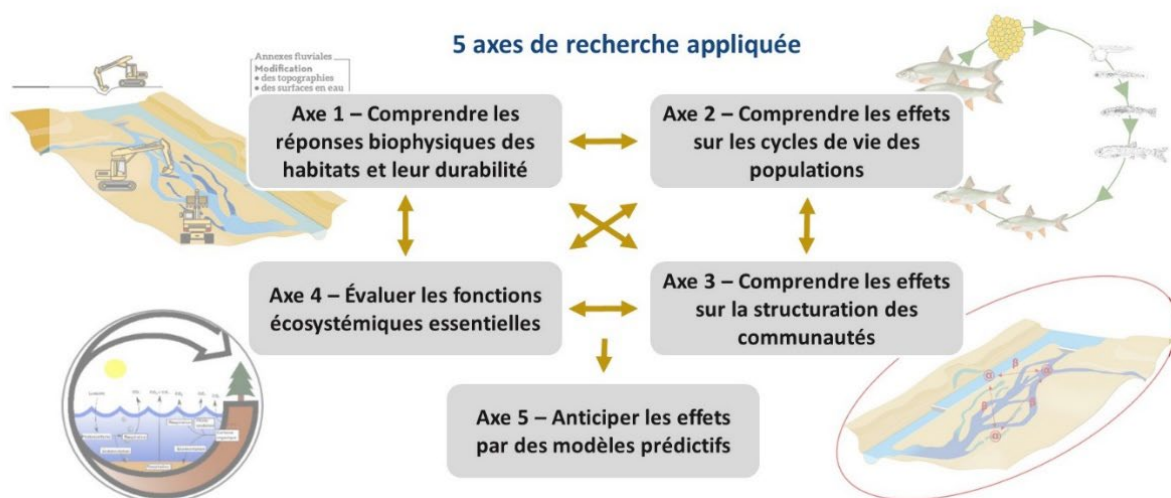 5 axes de recherche appliquée
Annexes fluviales
Modification
• des topographies
• des surfaces en eau
Axe 1 – Comprendre les
réponses biophysiques des
habitats et leur durabilité
Axe 2 – Comprendre les effets
sur les cycles de vie des
populations
Axe 4 – Évaluer les fonctions
écosystémiques essentielles
Axe 3 – Comprendre les effets
sur la structuration des
communautés
Axe 5 – Anticiper les effets
par des modèles prédictifs
α
β
α
β
β
α